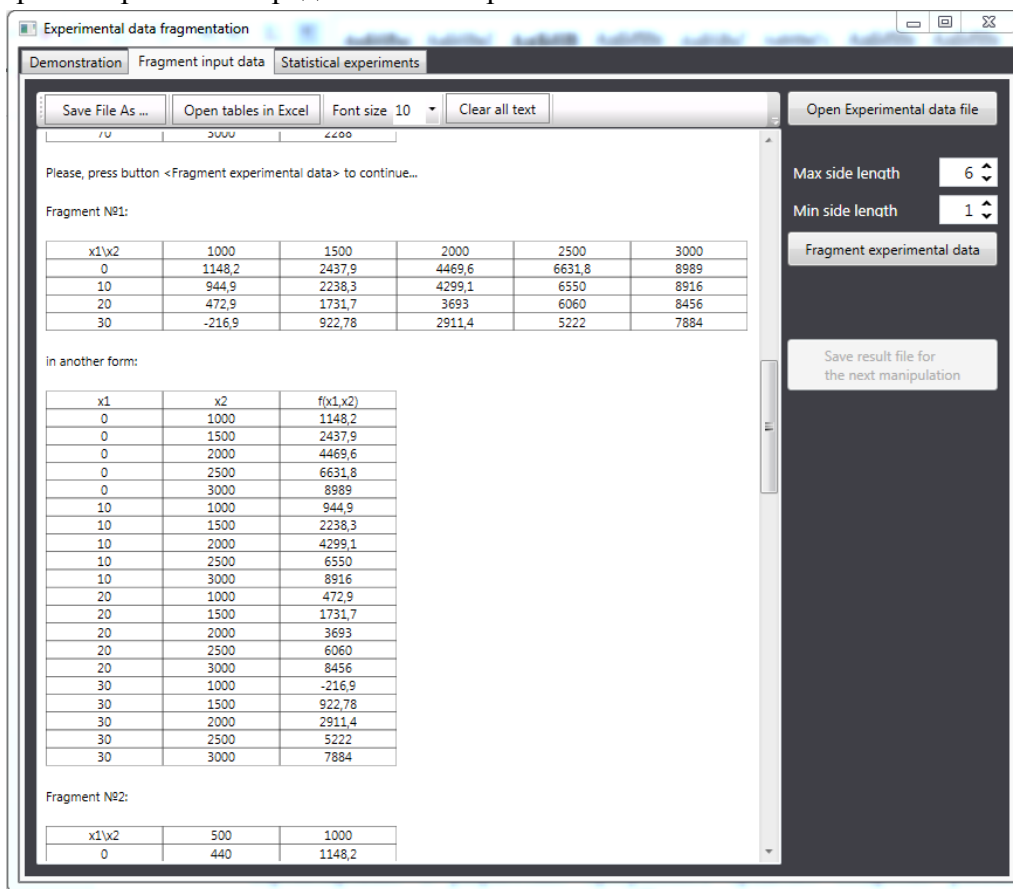 Experimental data fragmentation
Demonstration Fragment input data Statistical experiments
Save File As ... Open tables in Excel Font size 10 Clear all text
Open Experimental data file
Max side length 6
Min side length 1
Fragment experimental data
Save result file for
the next manipulation
70 3000 2288
Please, press button <Fragment experimental data> to continue...
Fragment №1:
x1\x2 1000 1500 2000 2500 3000
0 1148,2 2437,9 4469,6 6631,8 8989
10 944,9 2238,3 4299,1 6550 8916
20 472,9 1731,7 3693 6060 8456
30 -216,9 922,78 2911,4 5222 7884
in another form:
x1 x2 f(x1,x2)
0 1000 1148,2
0 1500 2437,9
0 2000 4469,6
0 2500 6631,8
0 3000 8989
10 1000 944,9
10 1500 2238,3
10 2000 4299,1
10 2500 6550
10 3000 8916
20 1000 472,9
20 1500 1731,7
20 2000 3693
20 2500 6060
20 3000 8456
30 1000 -216,9
30 1500 922,78
30 2000 2911,4
30 2500 5222
30 3000 7884
Fragment №2:
x1\x2 500 1000
0 440 1148,2